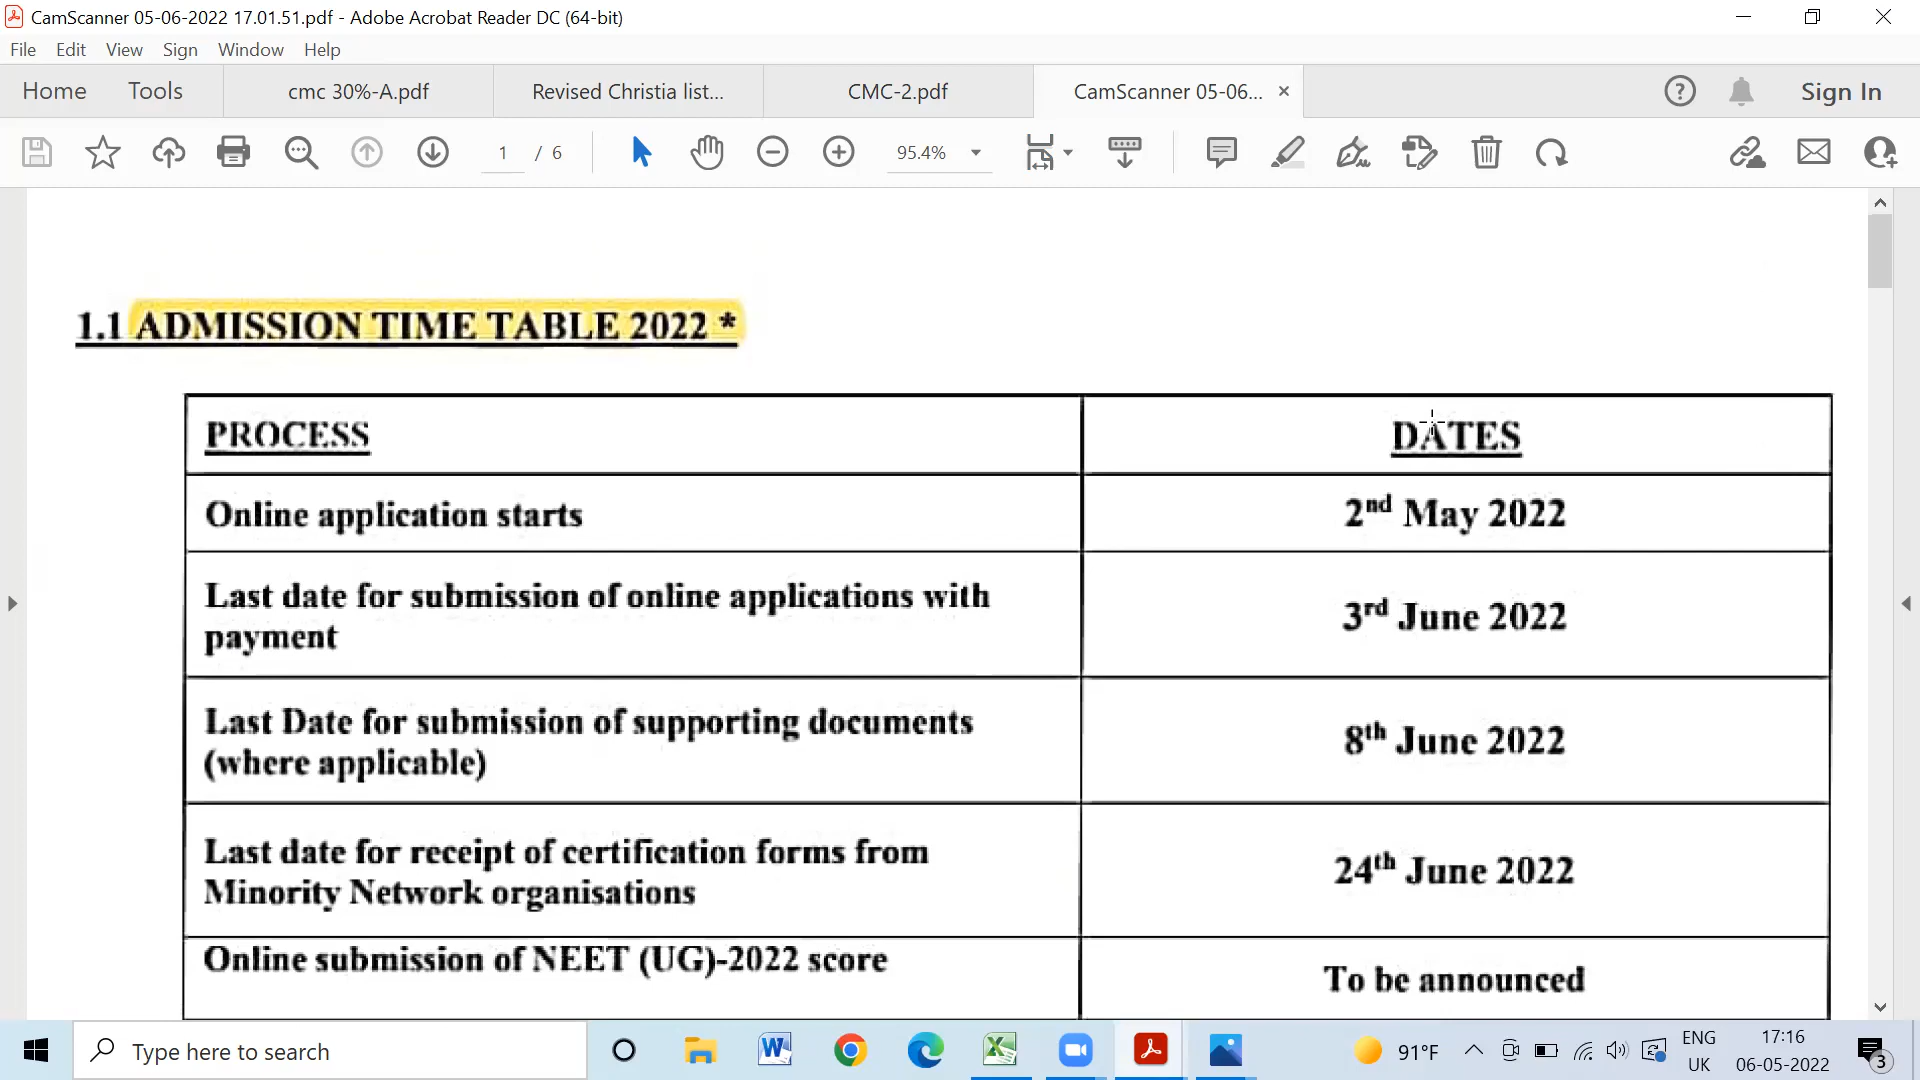 CamScanner 05-06-2022 17.01.51.pdf - Adobe Acrobat Reader DC (64-bit)
File Edit View Sign Window Help
Home Tools cmc 30%-A.pdf Revised Christia list... CMC-2.pdf CamScanner 05-06... Sign In
1 / 6 95.4%
1.1 ADMISSION TIME TABLE 2022 *
PROCESS DATES
Online application starts 2nd May 2022
Last date for submission of online applications with
payment
3rd June 2022
Last Date for submission of supporting documents
(where applicable)
8th June 2022
Last date for receipt of certification forms from
Minority Network organisations
24th June 2022
Online submission of NEET (UG)-2022 score
To be announced
Type here to search
91°F
ENG
UK
17:16
06-05-2022
3